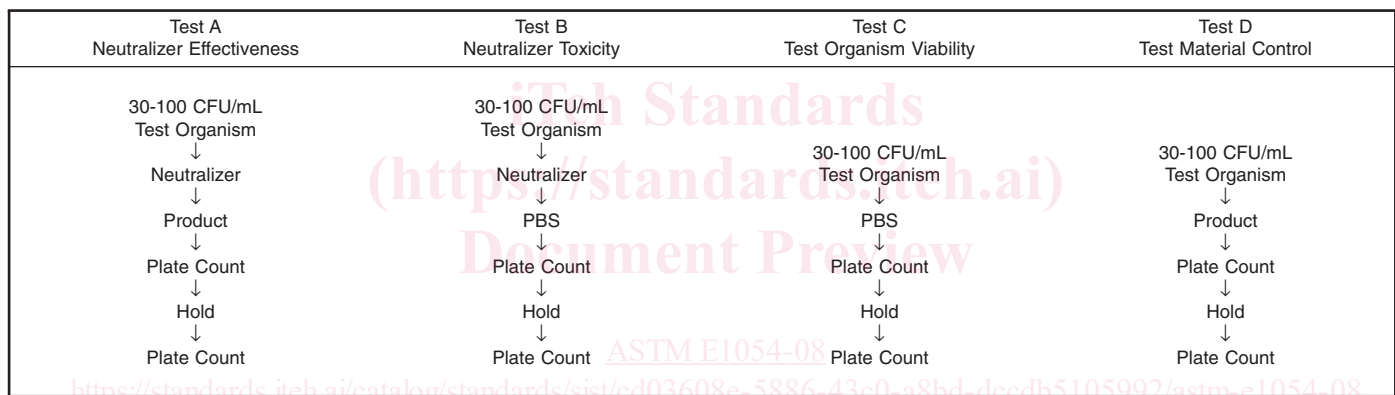 Test A
Neutralizer Effectiveness
Test B
Neutralizer Toxicity
Test C
Test Organism Viability
Test D
Test Material Control
30-100 CFU/mL
Test Organism
↓
Neutralizer
↓
Product
↓
Plate Count
↓
Hold
↓
Plate Count
30-100 CFU/mL
Test Organism
↓
Neutralizer
↓
PBS
↓
Plate Count
↓
Hold
↓
Plate Count
30-100 CFU/mL
Test Organism
↓
PBS
↓
Plate Count
↓
Hold
↓
Plate Count
30-100 CFU/mL
Test Organism
↓
Product
↓
Plate Count
↓
Hold
↓
Plate Count
iTeh Standards
(https://standards.iteh.ai)
Document Preview
ASTM E1054-08
https://standards.iteh.ai/catalog/standards/sist/cd03608e-5886-43c0-a8bd-dccdb5105992/astm-e1054-08